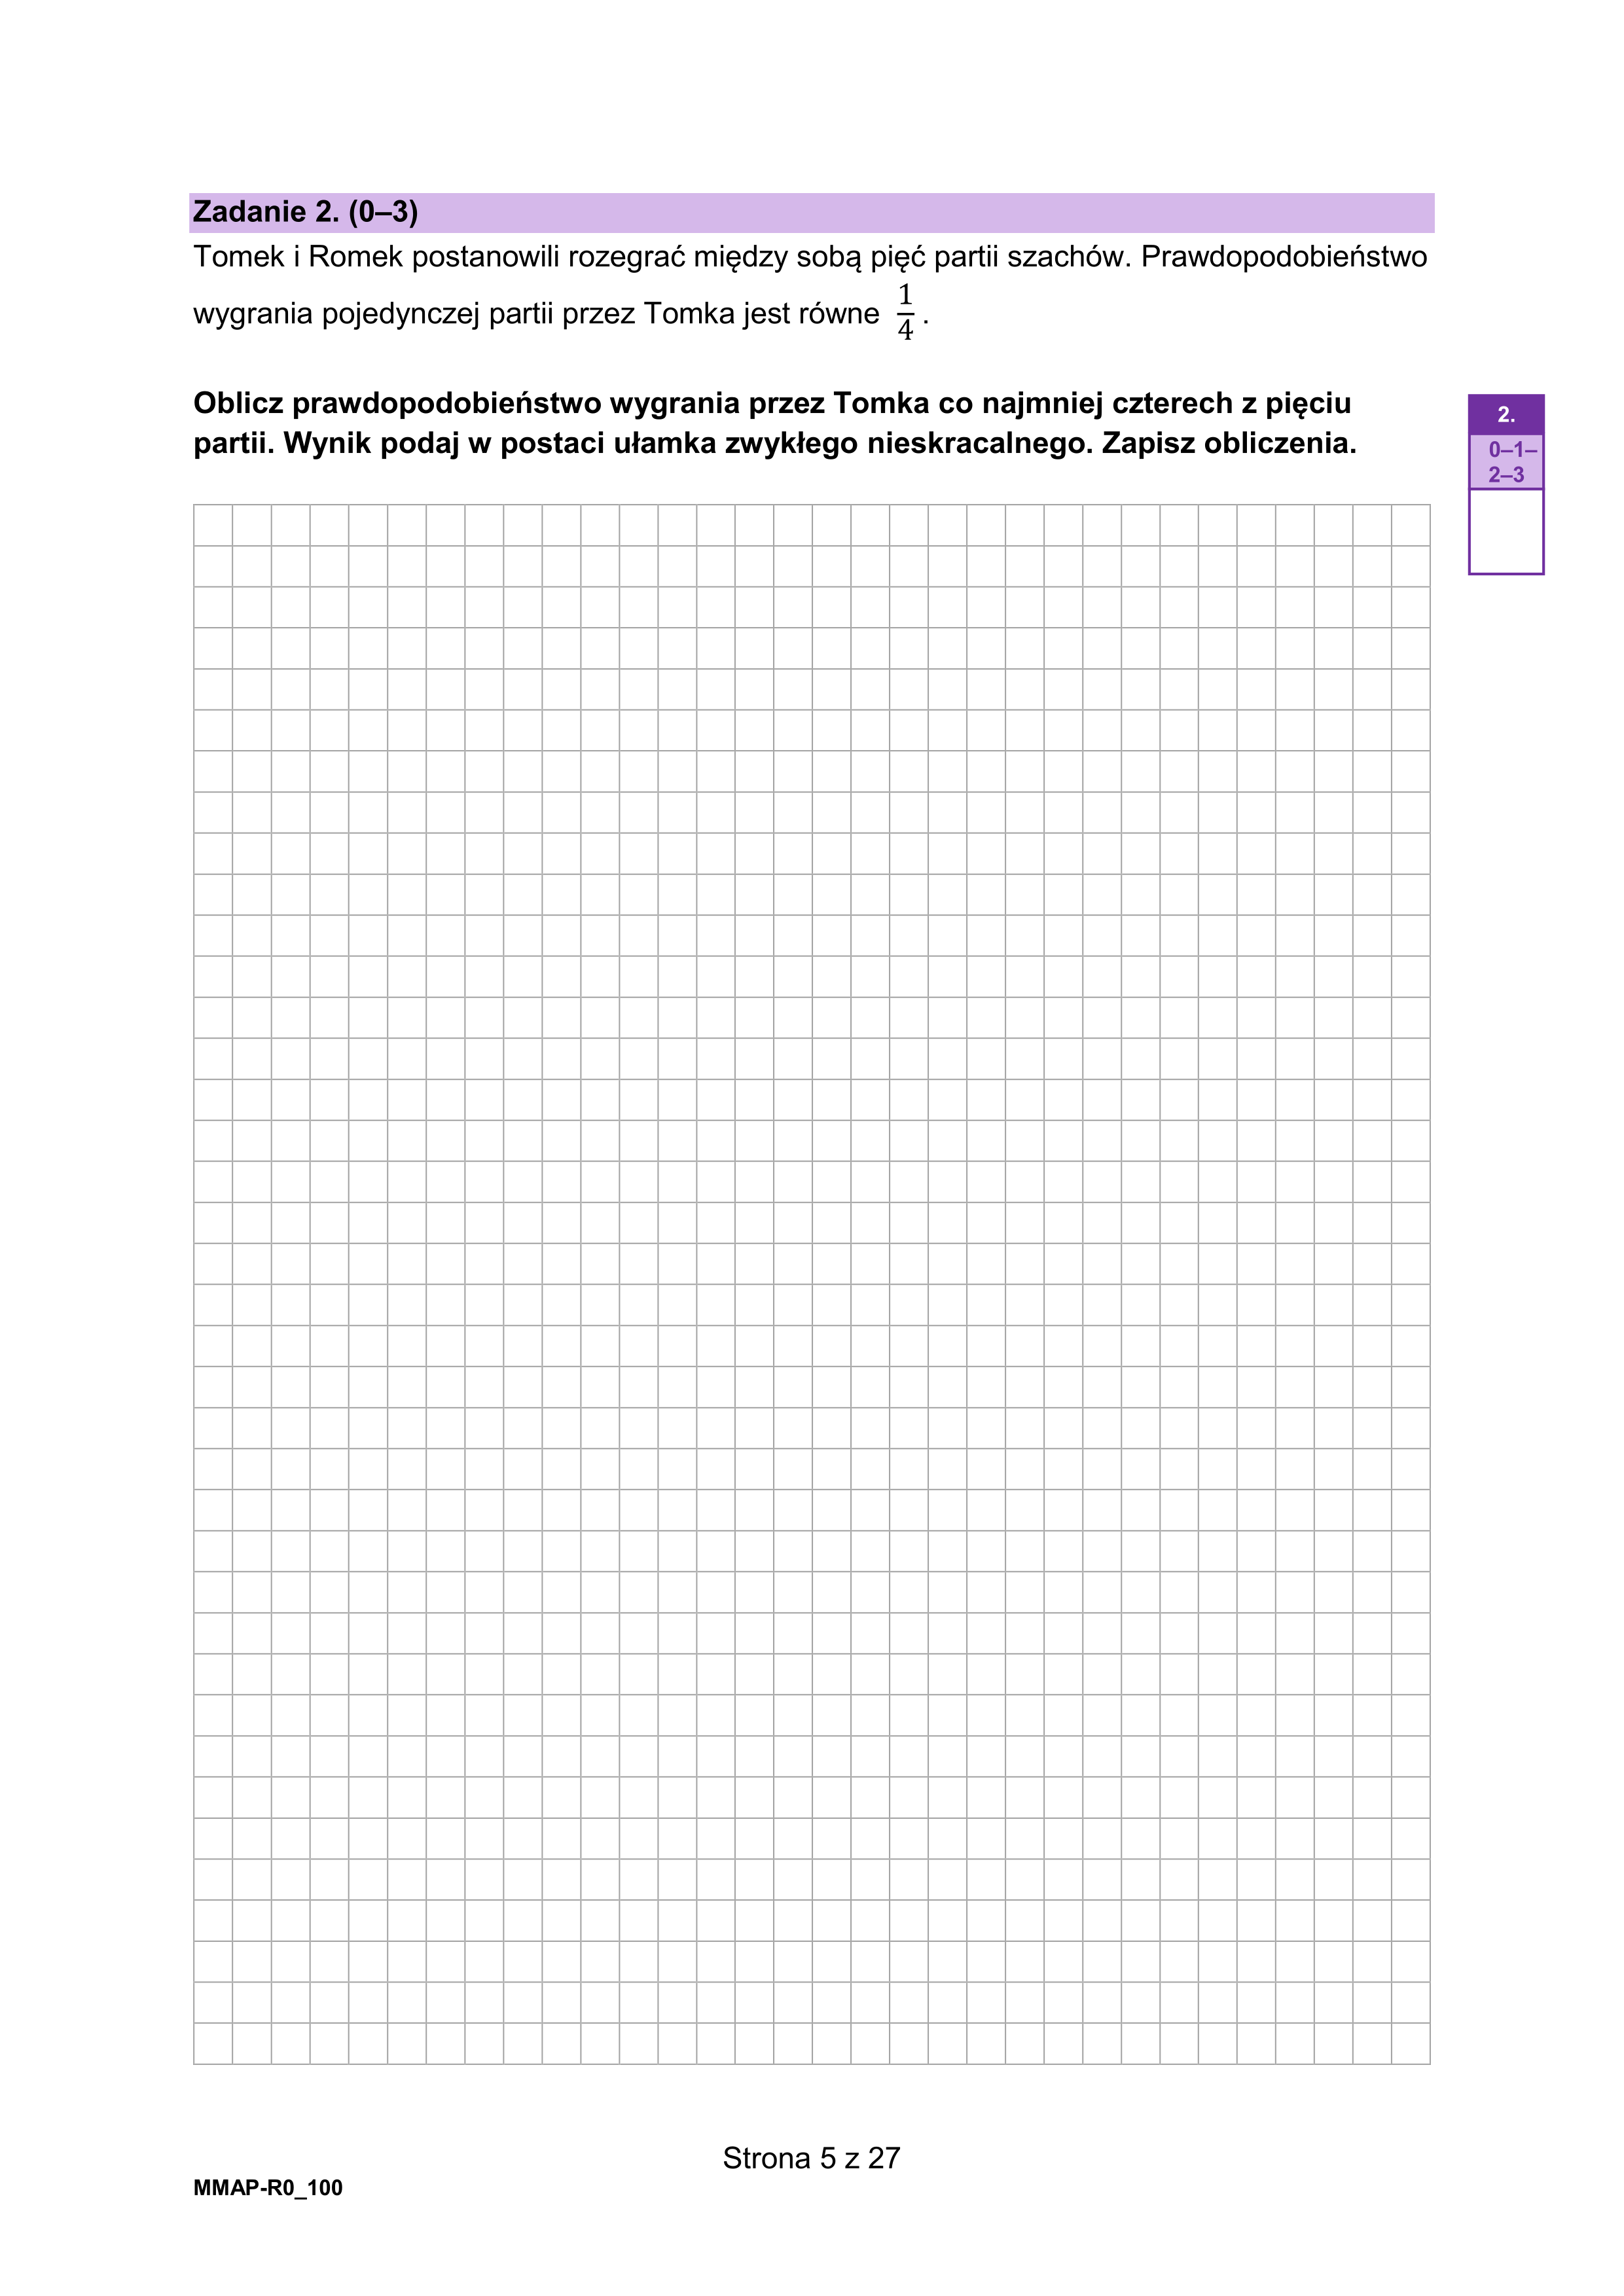 Zadanie 2. (0–3)
Tomek i Romek postanowili rozegrać między sobą pięć partii szachów. Prawdopodobieństwo
wygrania pojedynczej partii przez Tomka jest równe 1/4 .
Oblicz prawdopodobieństwo wygrania przez Tomka co najmniej czterech z pięciu
partii. Wynik podaj w postaci ułamka zwykłego nieskracalnego. Zapisz obliczenia.
2.
0–1–
2–3
Strona 5 z 27
MMAP-R0_100